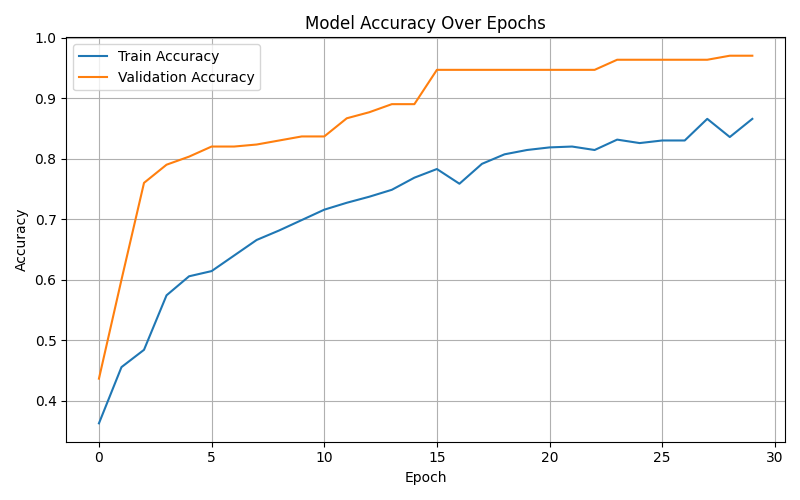 Model Accuracy Over Epochs
Train Accuracy
Validation Accuracy
Accuracy
1.0
0.9
0.8
0.7
0.6
0.5
0.4
0 5 10 15 20 25 30
Epoch